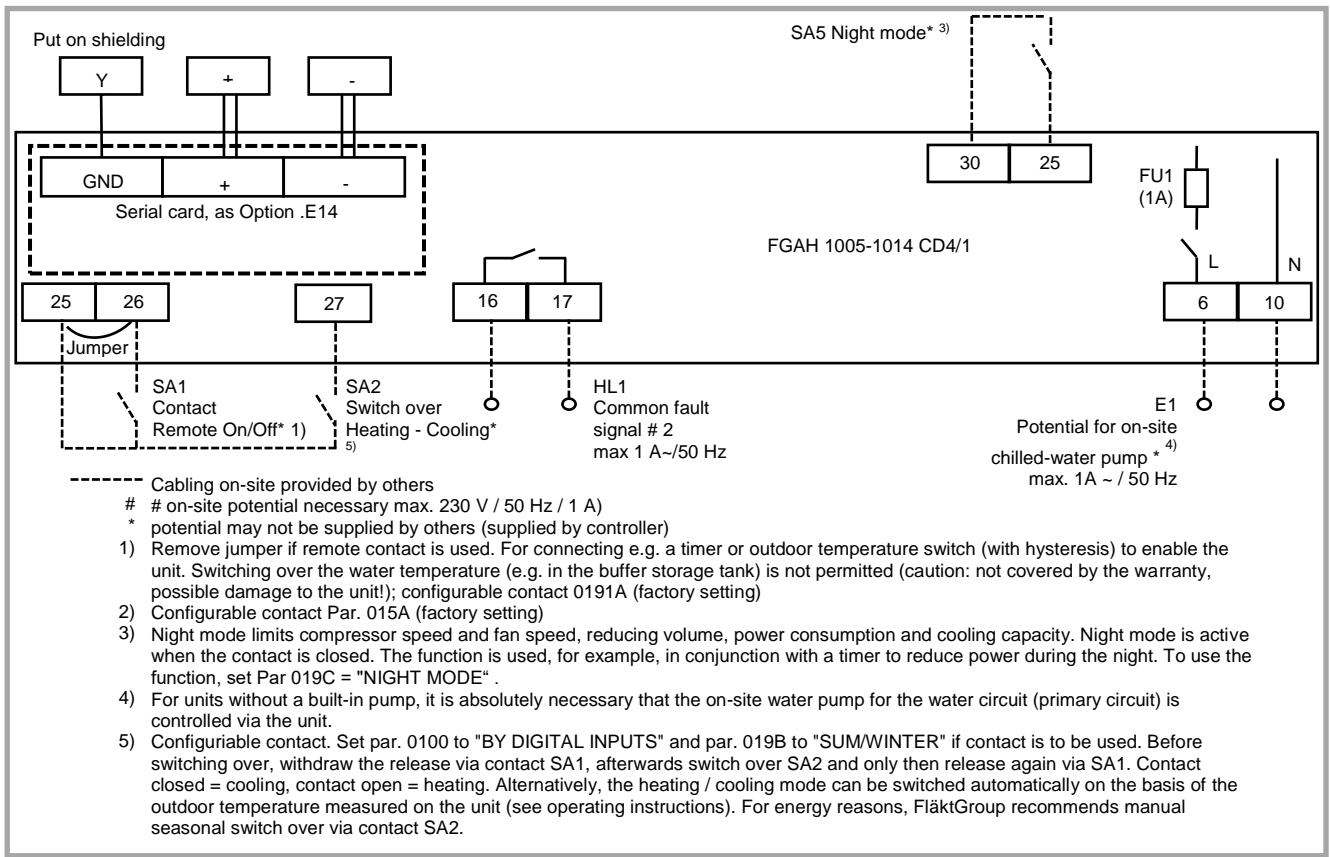 Put on shielding
SA5 Night mode* 3)
Y + -
30 25
GND + -
FU1
(1A)
Serial card, as Option .E14
FGAH 1005-1014 CD4/1
L N
25 26 27 16 17 6 10
Jumper
SA1
Contact
Remote On/Off* 1)
SA2
Switch over
Heating - Cooling*
5)
HL1
Common fault
signal # 2
max 1 A~/50 Hz
E1
Potential for on-site
chilled-water pump * 4)
max. 1A ~ / 50 Hz
Cabling on-site provided by others
# # on-site potential necessary max. 230 V / 50 Hz / 1 A)
* potential may not be supplied by others (supplied by controller)
1) Remove jumper if remote contact is used. For connecting e.g. a timer or outdoor temperature switch (with hysteresis) to enable the
unit. Switching over the water temperature (e.g. in the buffer storage tank) is not permitted (caution: not covered by the warranty,
possible damage to the unit!); configurable contact 0191A (factory setting)
2) Configurable contact Par. 015A (factory setting)
3) Night mode limits compressor speed and fan speed, reducing volume, power consumption and cooling capacity. Night mode is active
when the contact is closed. The function is used, for example, in conjunction with a timer to reduce power during the night. To use the
function, set Par 019C = "NIGHT MODE“ .
4) For units without a built-in pump, it is absolutely necessary that the on-site water pump for the water circuit (primary circuit) is
controlled via the unit.
5) Configuriable contact. Set par. 0100 to "BY DIGITAL INPUTS" and par. 019B to "SUM/WINTER" if contact is to be used. Before
switching over, withdraw the release via contact SA1, afterwards switch over SA2 and only then release again via SA1. Contact
closed = cooling, contact open = heating. Alternatively, the heating / cooling mode can be switched automatically on the basis of the
outdoor temperature measured on the unit (see operating instructions). For energy reasons, FläktGroup recommends manual
seasonal switch over via contact SA2.